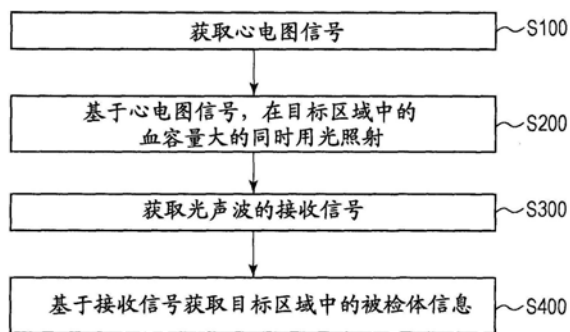 获取心电图信号
S100
基于心电图信号，在目标区域中的
血容量大的同时用光照射
S200
获取光声波的接收信号
S300
基于接收信号获取目标区域中的被检体信息
S400